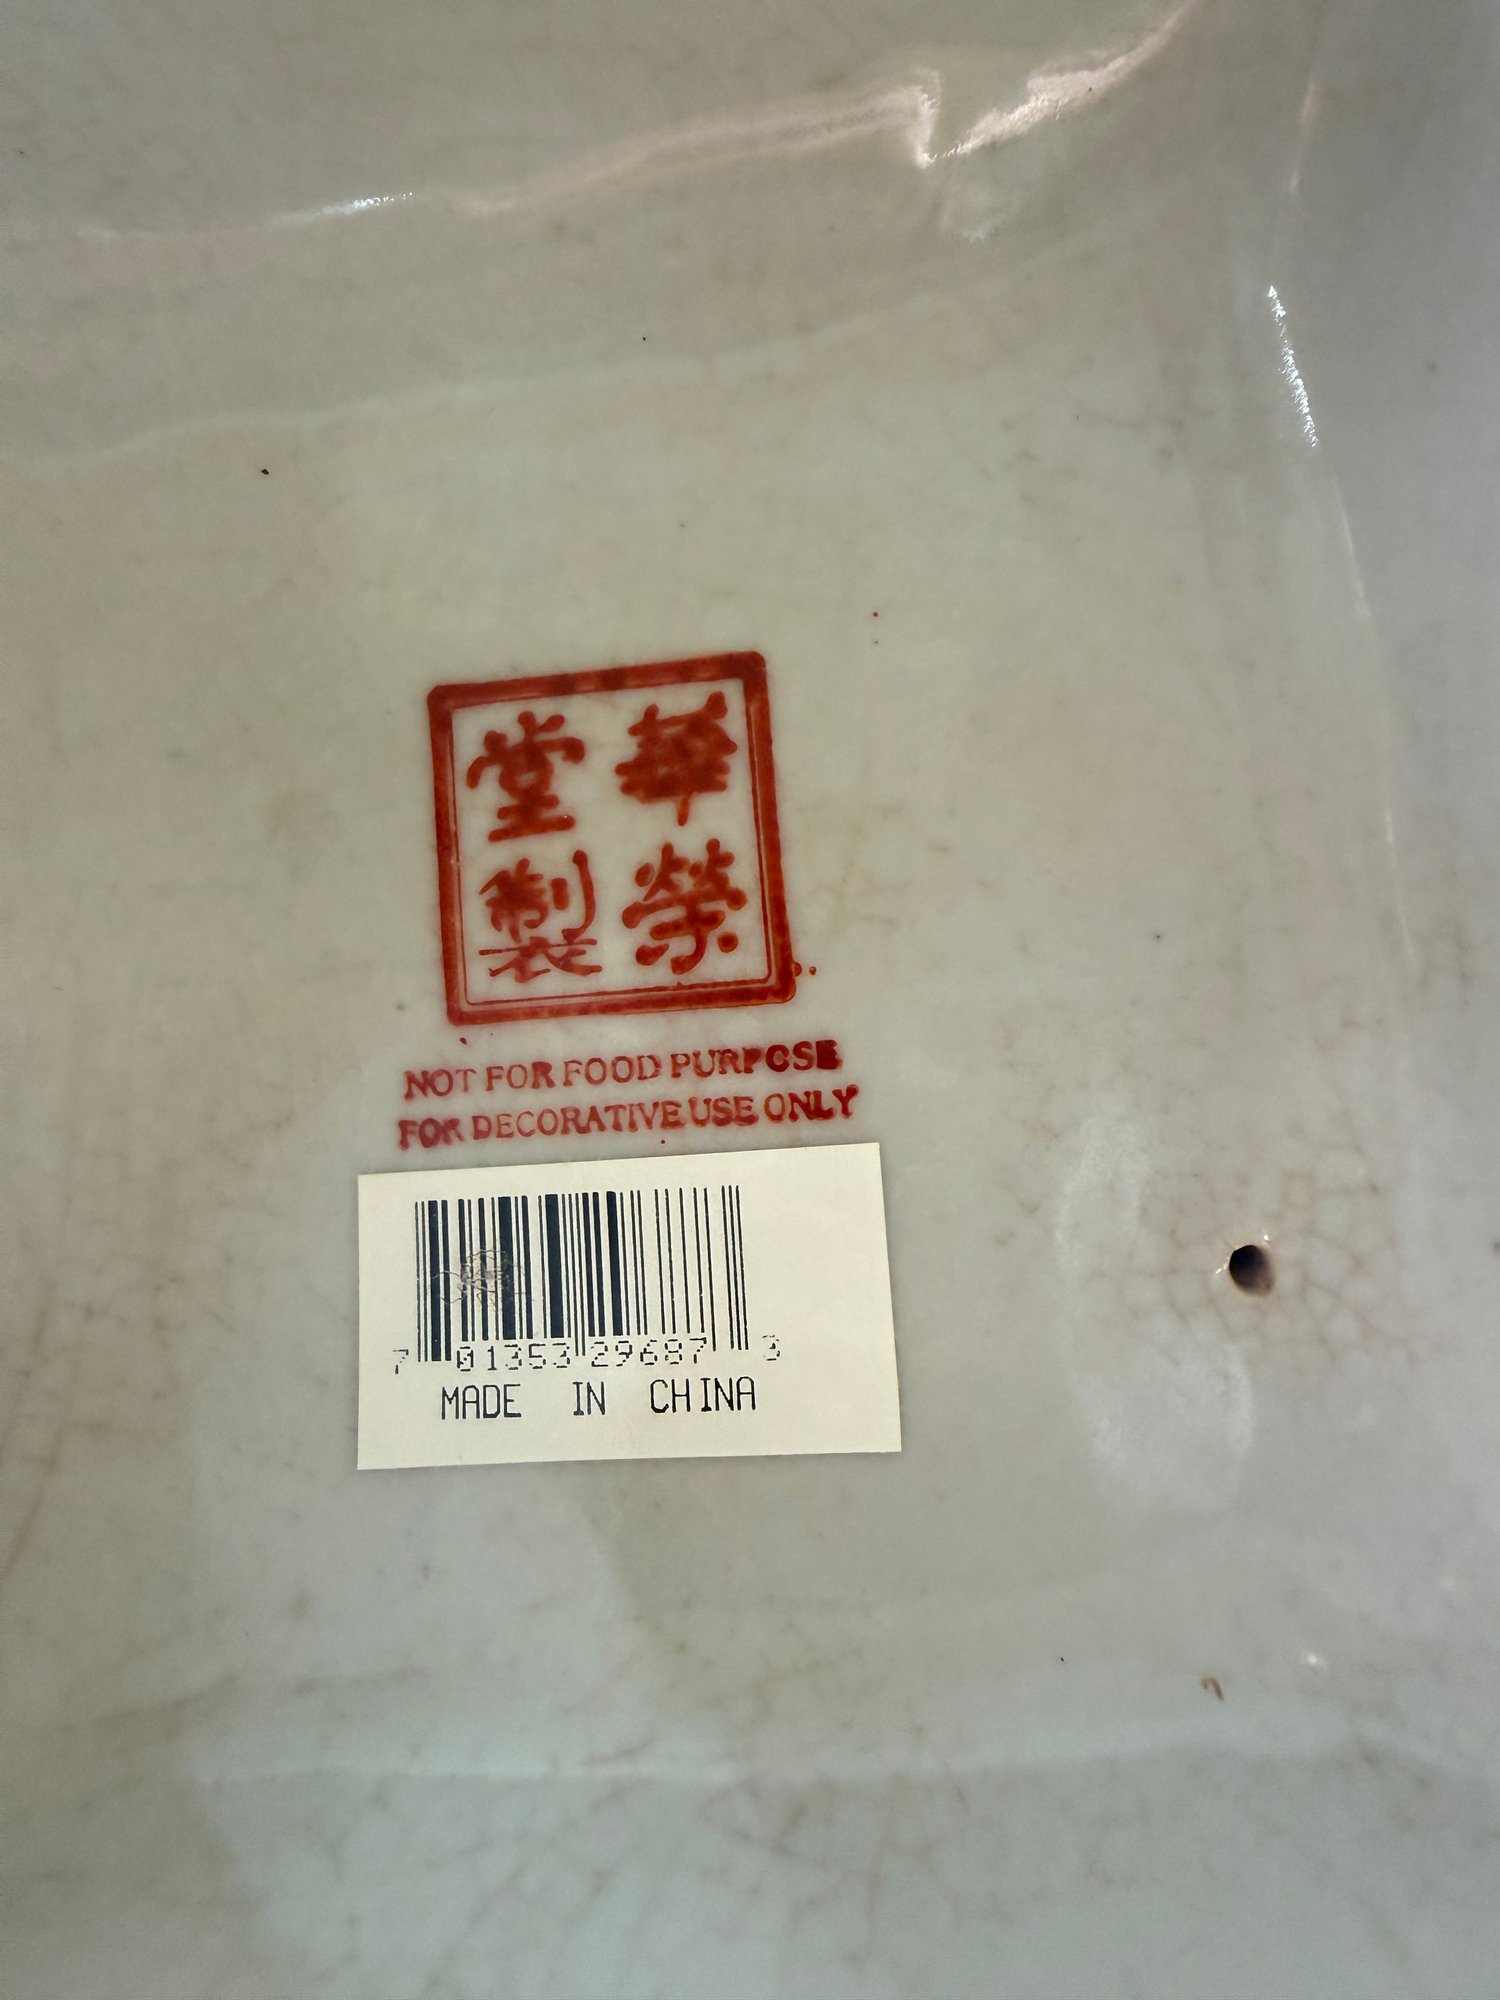 華榮
堂製
NOT FOR FOOD PURPOSE
FOR DECORATIVE USE ONLY
7 01353 29687 3
MADE IN CHINA